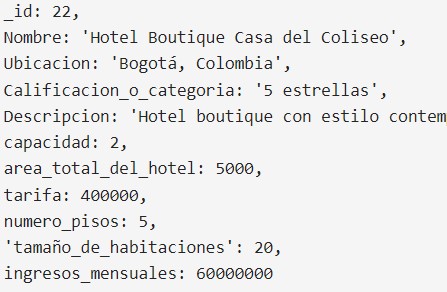 _id: 22,
Nombre: 'Hotel Boutique Casa del Coliseo',
Ubicacion: 'Bogotá, Colombia',
Calificacion_o_categoria: '5 estrellas',
Descripcion: 'Hotel boutique con estilo contem
capacidad: 2,
area_total_del_hotel: 5000,
tarifa: 400000,
numero_pisos: 5,
'tamaño_de_habitaciones': 20,
ingresos_mensuales: 60000000